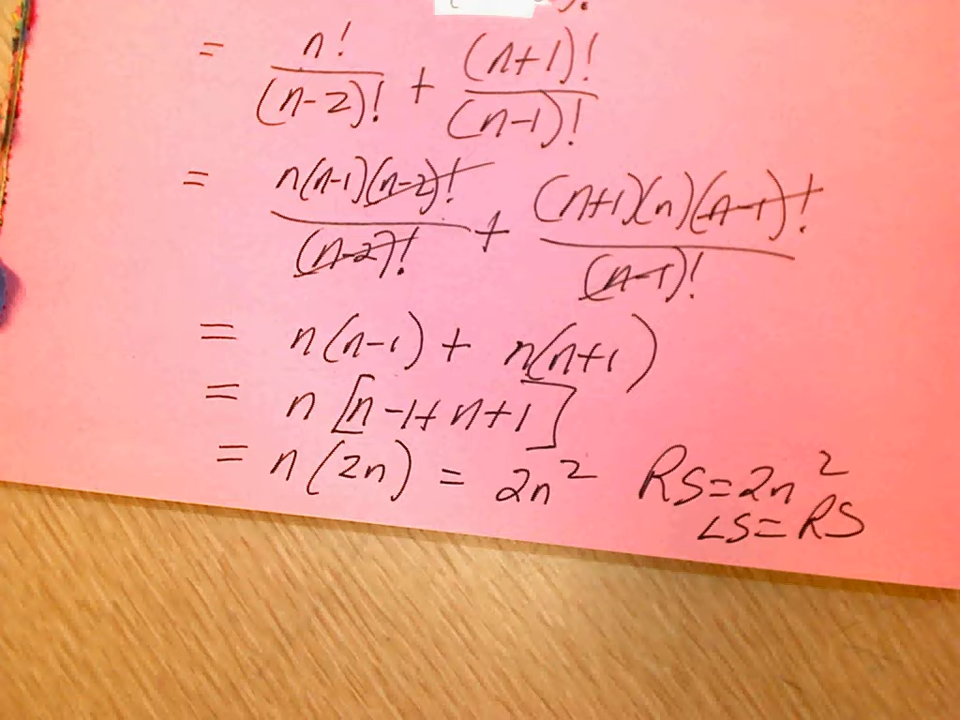 = n!/(n-2)! + (n+1)!/(n-1)!
= n(n-1)(n-2)!/(n-2)! + (n+1)(n)(n-1)!/(n-1)!
= n(n-1) + n(n+1)
= n [n-1+n+1]
= n(2n) = 2n² RS=2n²
LS=RS